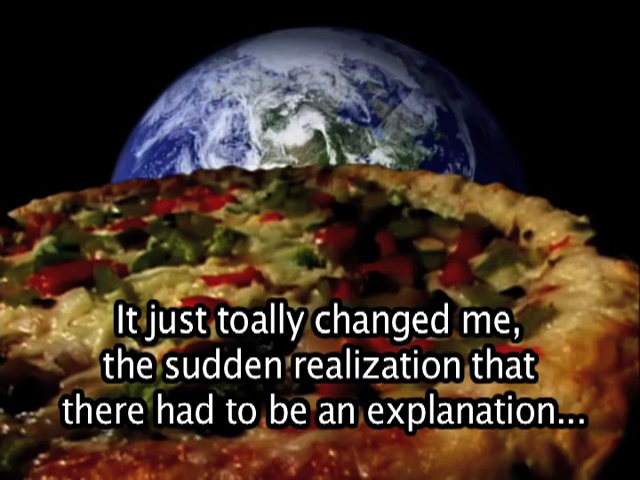 It just toally changed me,
the sudden realization that
there had to be an explanation...